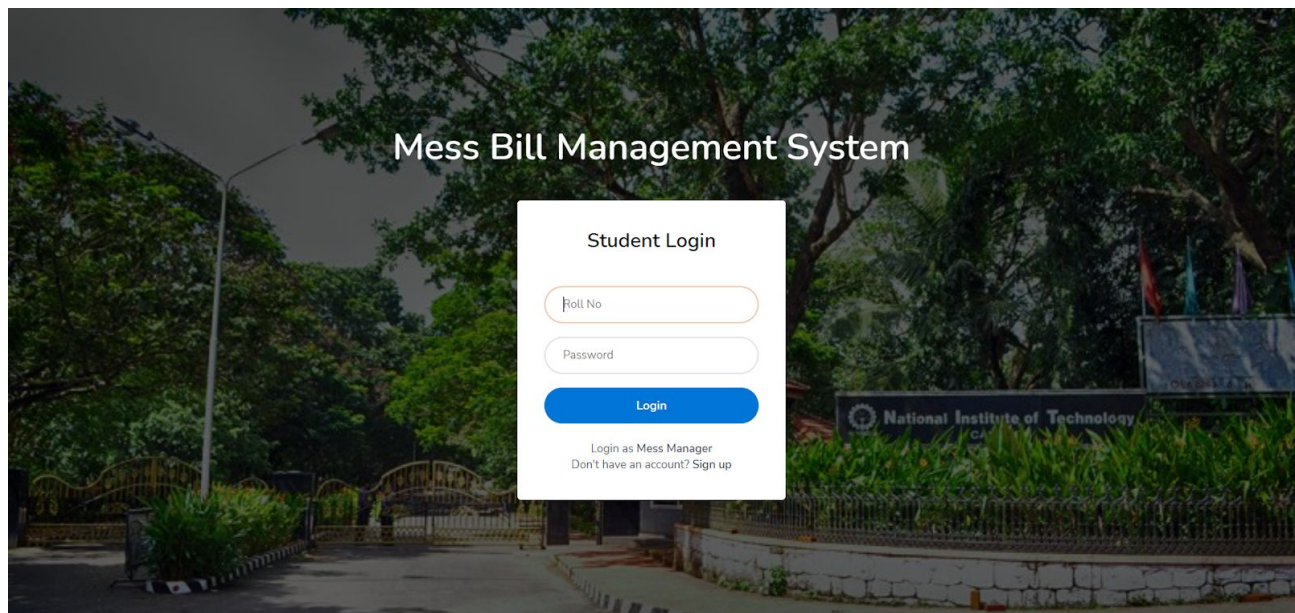 Mess Bill Management System
Student Login
Roll No
Password
Login
Login as Mess Manager
Don't have an account? Sign up
National Institute of Technology